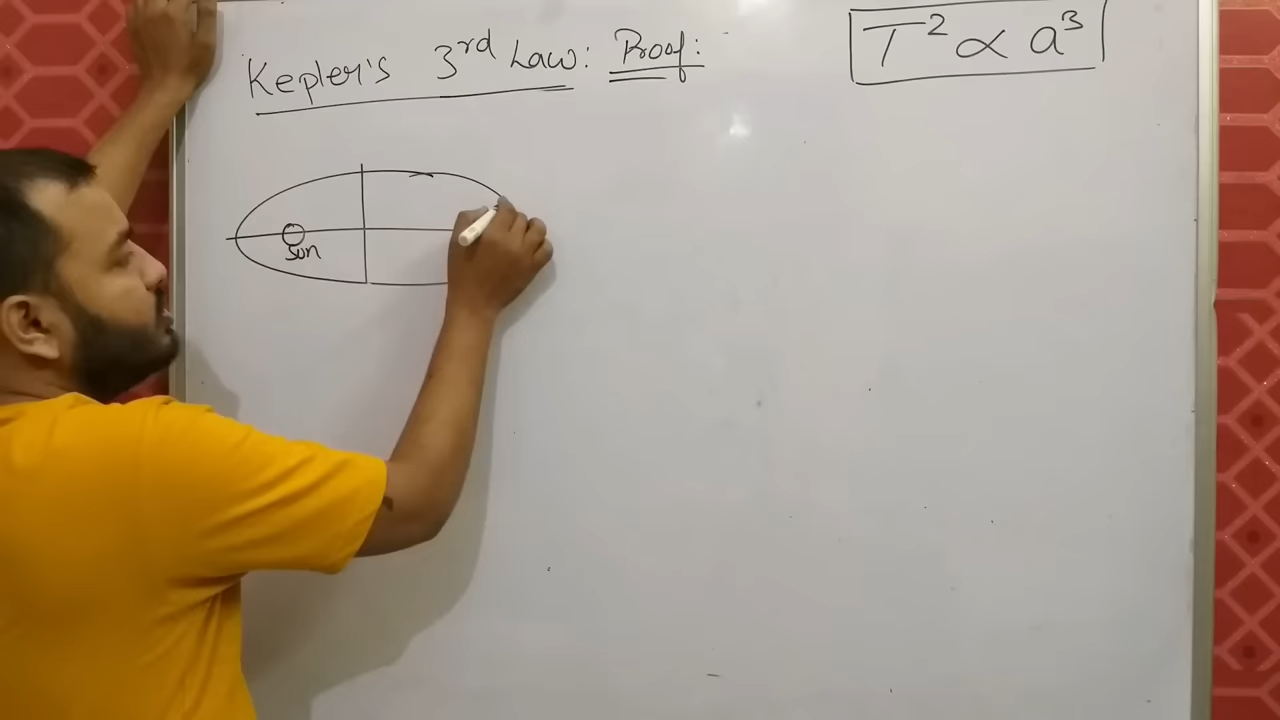 Kepler's 3rd Law: Proof:
T² ∝ a³
Sun